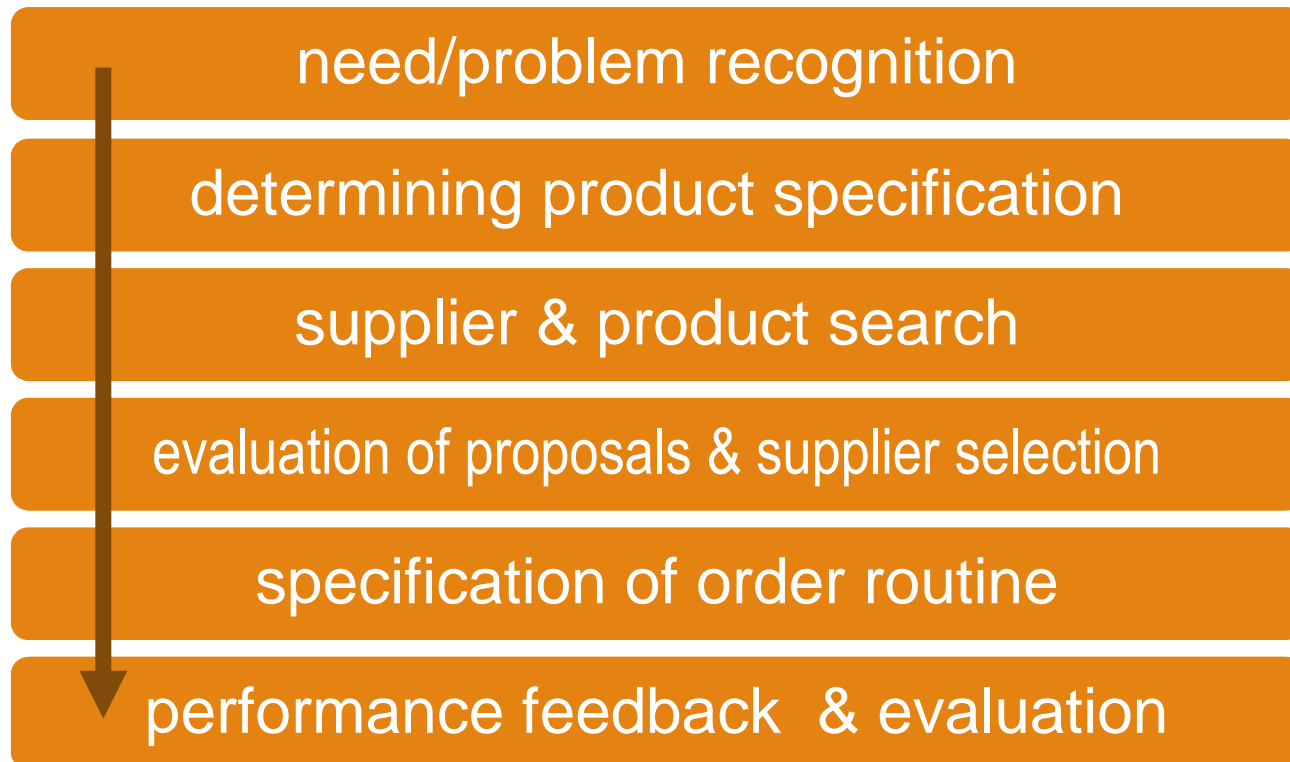 need/problem recognition
determining product specification
supplier & product search
evaluation of proposals & supplier selection
specification of order routine
performance feedback & evaluation